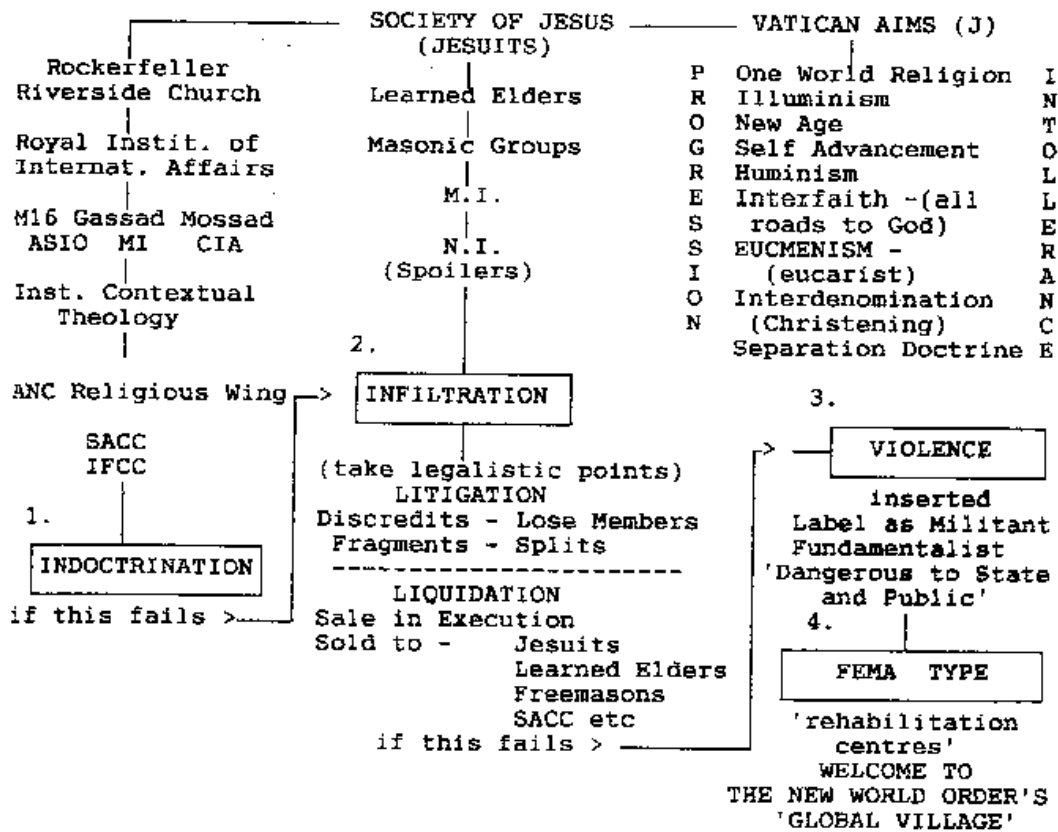 SOCIETY OF JESUS
(JESUITS)
VATICAN AIMS (J)
Rockerfeller
Riverside Church
Royal Instit. of
Internat. Affairs
M16 Gassad Mossad
ASIO MI CIA
Inst. Contextual
Theology
ANC Religious Wing
SACC
IFCC
1.
INDOCTRINATION
if this fails >
Learned Elders
Masonic Groups
M.I.
N.I.
(Spoilers)
2.
> INFILTRATION
(take legalistic points)
LITIGATION
Discredits - Lose Members
Fragments - Splits
LIQUIDATION
Sale in Execution
Sold to - Jesuits
Learned Elders
Freemasons
SACC etc
if this fails >
PROGRESSION
One World Religion
Illuminism
New Age
Self Advancement
Huminism
Interfaith -(all
roads to God)
EUCMENISM -
(eucarist)
Interdenomination
(Christening)
Separation Doctrine
INTOLLERANCE
3.
> VIOLENCE
inserted
Label as Militant
Fundamentalist
'Dangerous to State
and Public'
4.
FEMA TYPE
'rehabilitation
centres'
WELCOME TO
THE NEW WORLD ORDER'S
'GLOBAL VILLAGE'